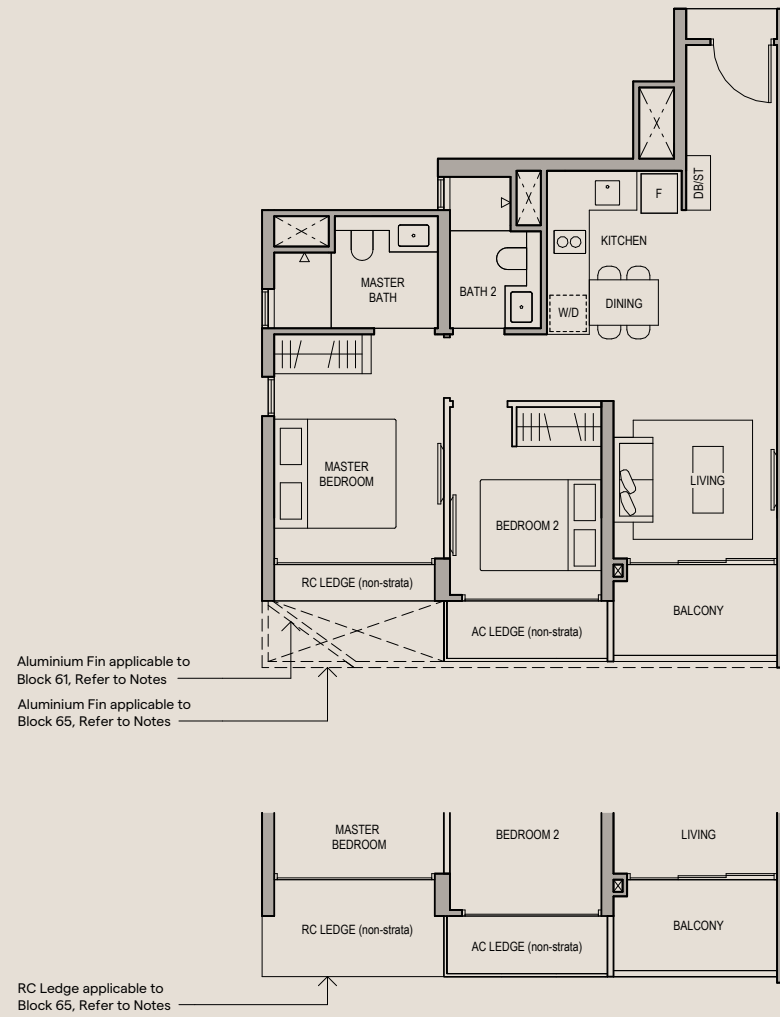 DB/ST
F
KITCHEN
MASTER
BATH
BATH 2
W/D
DINING
MASTER
BEDROOM
LIVING
BEDROOM 2
RC LEDGE (non-strata)
BALCONY
AC LEDGE (non-strata)
Aluminium Fin applicable to
Block 61, Refer to Notes
Aluminium Fin applicable to
Block 65, Refer to Notes
MASTER
BEDROOM
BEDROOM 2
LIVING
RC LEDGE (non-strata)
AC LEDGE (non-strata)
BALCONY
RC Ledge applicable to
Block 65, Refer to Notes